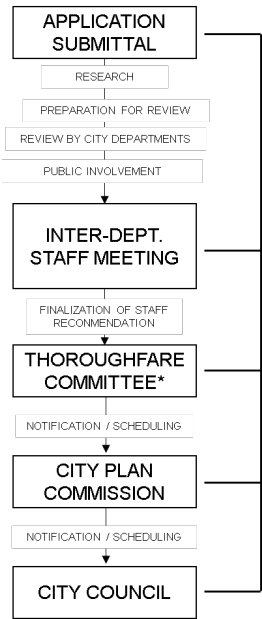 APPLICATION
SUBMITTAL
RESEARCH
PREPARATION FOR REVIEW
REVIEW BY CITY DEPARTMENTS
PUBLIC INVOLVEMENT
INTER-DEPT.
STAFF MEETING
FINALIZATION OF STAFF
RECONMENDATION
THOROUGHFARE
COMMITTEE*
NOTIFICATION / SCHEDULING
CITY PLAN
COMMISSION
NOTIFICATION / SCHEDULING
CITY COUNCIL